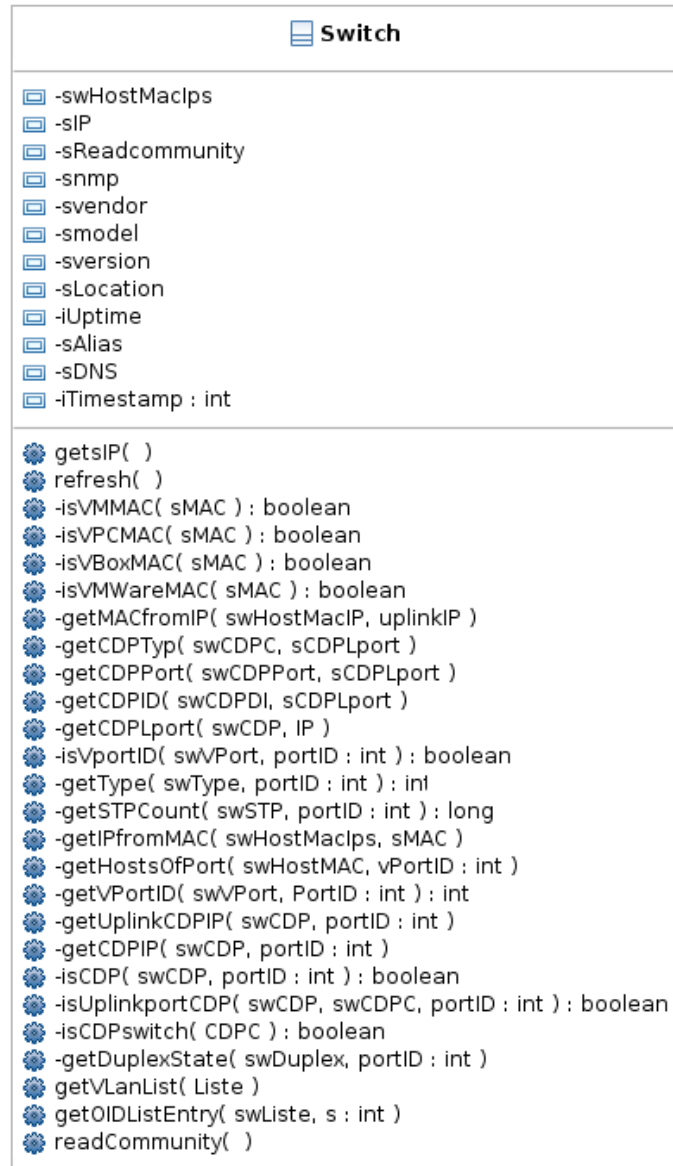 Switch
-swHostMacIps
-sIP
-sReadcommunity
-snmp
-svendor
-smodel
-sversion
-sLocation
-iUptime
-sAlias
-sDNS
-iTimestamp : int
getsIP( )
refresh( )
-isVMMAC( sMAC ) : boolean
-isVPCMAC( sMAC ) : boolean
-isVBoxMAC( sMAC ) : boolean
-isVMWareMAC( sMAC ) : boolean
-getMACfromIP( swHostMacIP, uplinkIP )
-getCDPTyp( swCDPC, sCDPLport )
-getCDPPort( swCDPPort, sCDPLport )
-getCDPID( swCDPDI, sCDPLport )
-getCDPLport( swCDP, IP )
-isVportID( swVPort, portID : int ) : boolean
-getType( swType, portID : int ) : int
-getSTPCount( swSTP, portID : int ) : long
-getIPfromMAC( swHostMacIps, sMAC )
-getHostsOfPort( swHostMAC, vPortID : int )
-getVPortID( swVPort, PortID : int ) : int
-getUplinkCDPIP( swCDP, portID : int )
-getCDPIP( swCDP, portID : int )
-isCDP( swCDP, portID : int ) : boolean
-isUplinkportCDP( swCDP, swCDPC, portID : int ) : boolean
-isCDPswitch( CDPC ) : boolean
-getDuplexState( swDuplex, portID : int )
getVLanList( Liste )
getOIDListEntry( swListe, s : int )
readCommunity( )